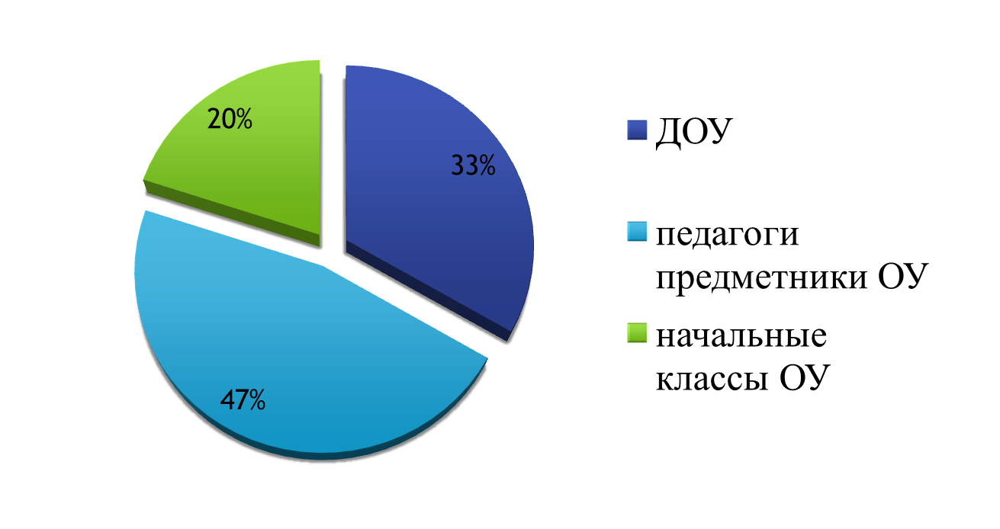 20%
33%
47%
ДОУ
педагоги
предметники ОУ
начальные
классы ОУ